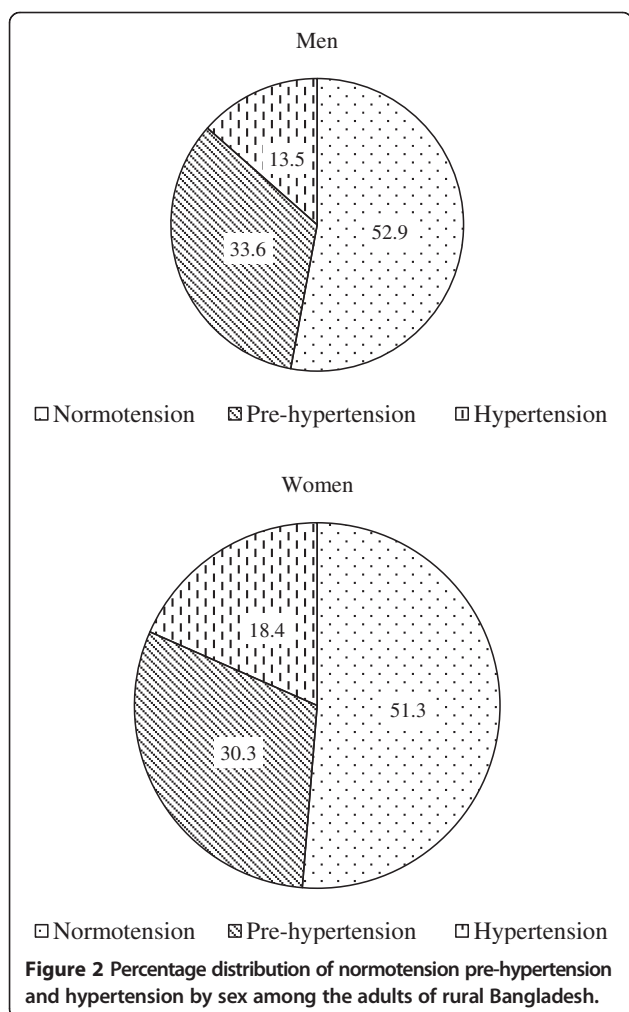 Men
13.5
52.9
33.6
Normotension Pre-hypertension Hypertension
Women
18.4
51.3
30.3
Normotension Pre-hypertension Hypertension
Figure 2 Percentage distribution of normotension pre-hypertension
and hypertension by sex among the adults of rural Bangladesh.